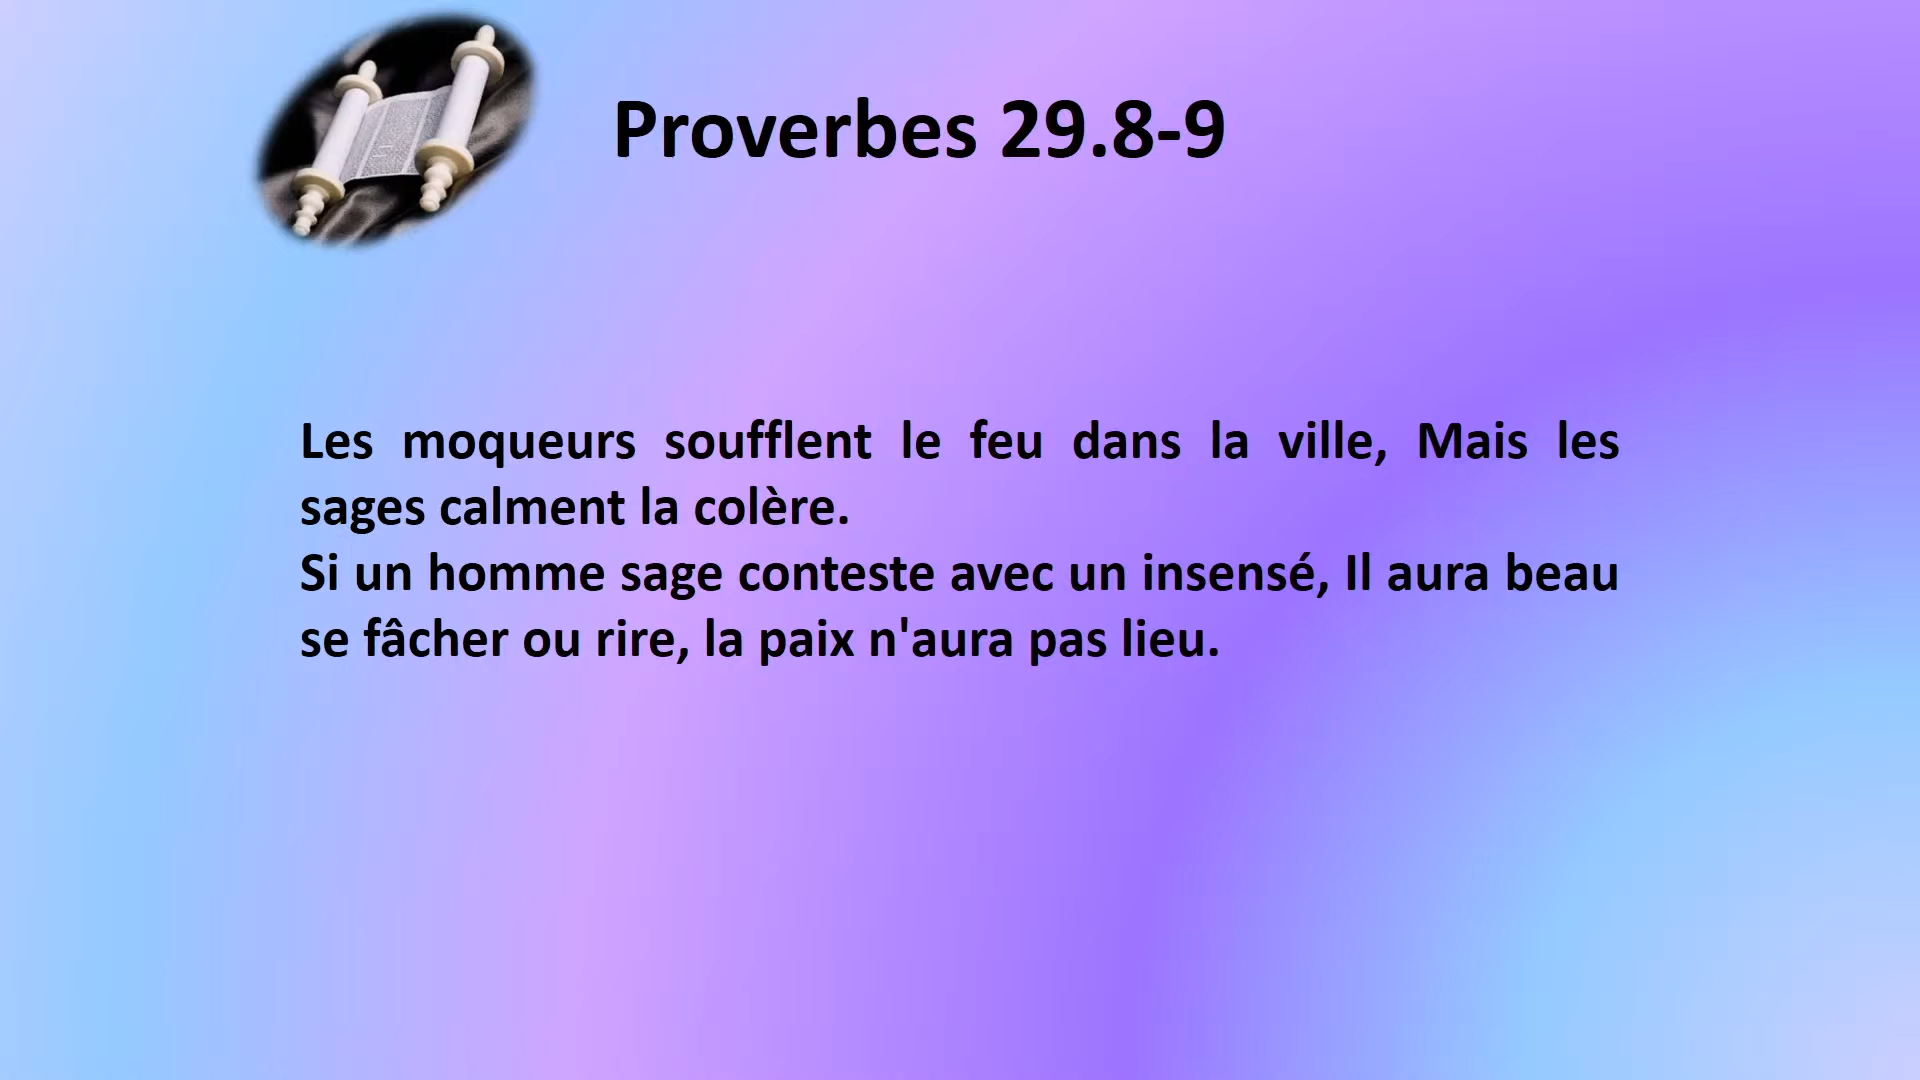 Proverbes 29.8-9
Les moqueurs soufflent le feu dans la ville, Mais les
sages calment la colère.
Si un homme sage conteste avec un insensé, Il aura beau
se fâcher ou rire, la paix n'aura pas lieu.